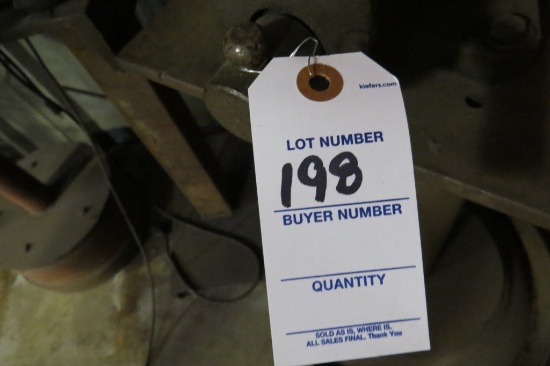 kiefers.com
LOT NUMBER
198
BUYER NUMBER
QUANTITY
SOLD AS IS, WHERE IS.
ALL SALES FINAL. Thank You